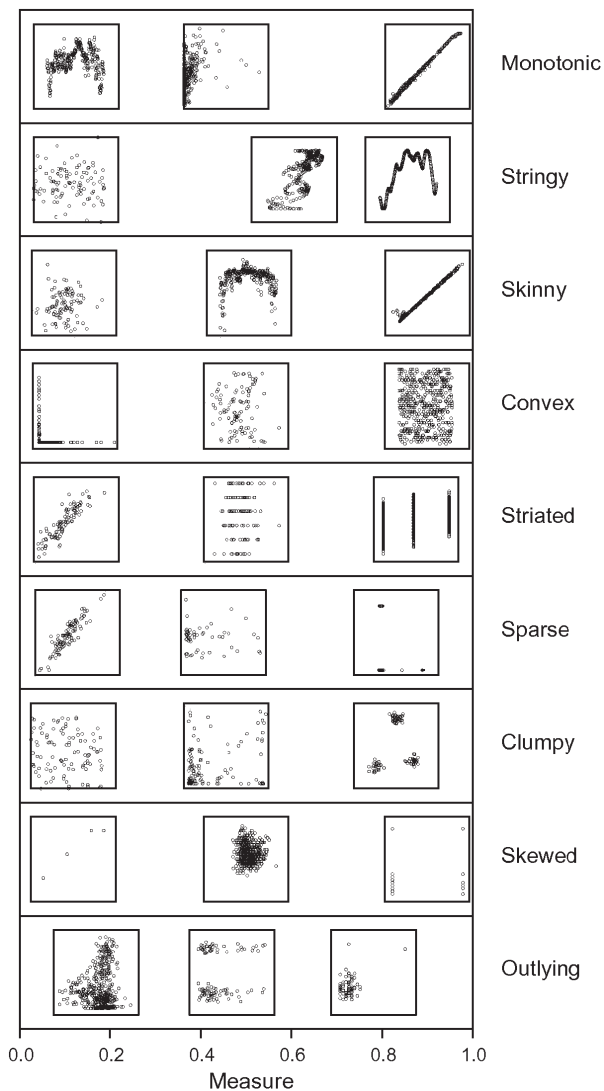 Monotonic
Stringy
Skinny
Convex
Striated
Sparse
Clumpy
Skewed
Outlying
0.0 0.2 0.4 0.6 0.8 1.0
Measure